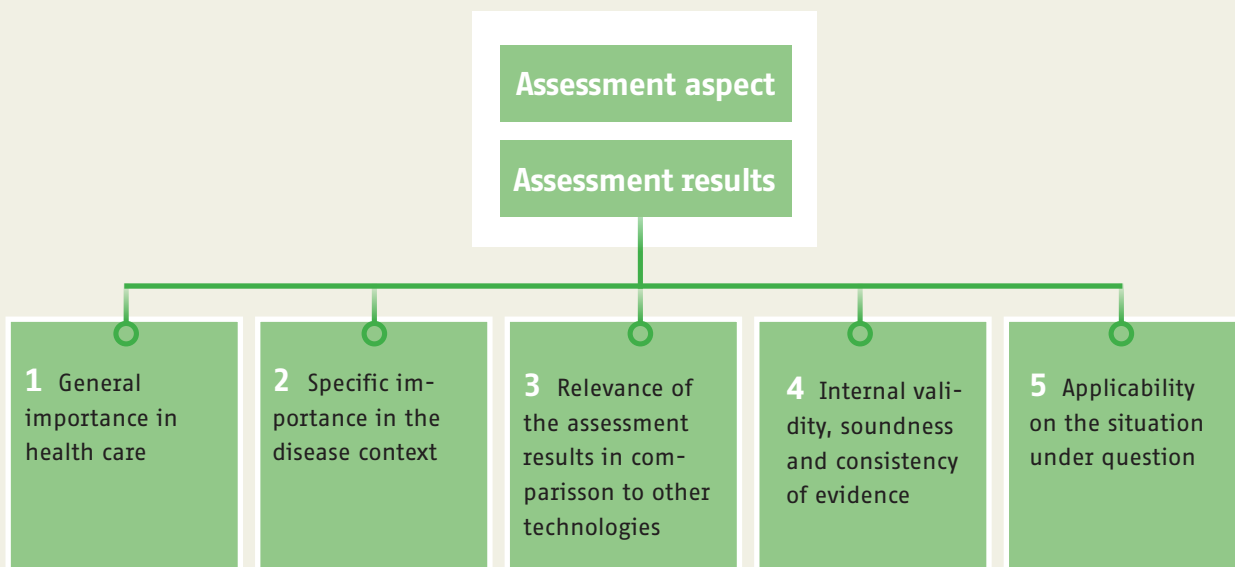 Assessment aspect
Assessment results
1 General
importance in
health care
2 Specific im-
portance in the
disease context
3 Relevance of
the assessment
results in com-
parisson to other
technologies
4 Internal vali-
dity, soundness
and consistency
of evidence
5 Applicability
on the situation
under question